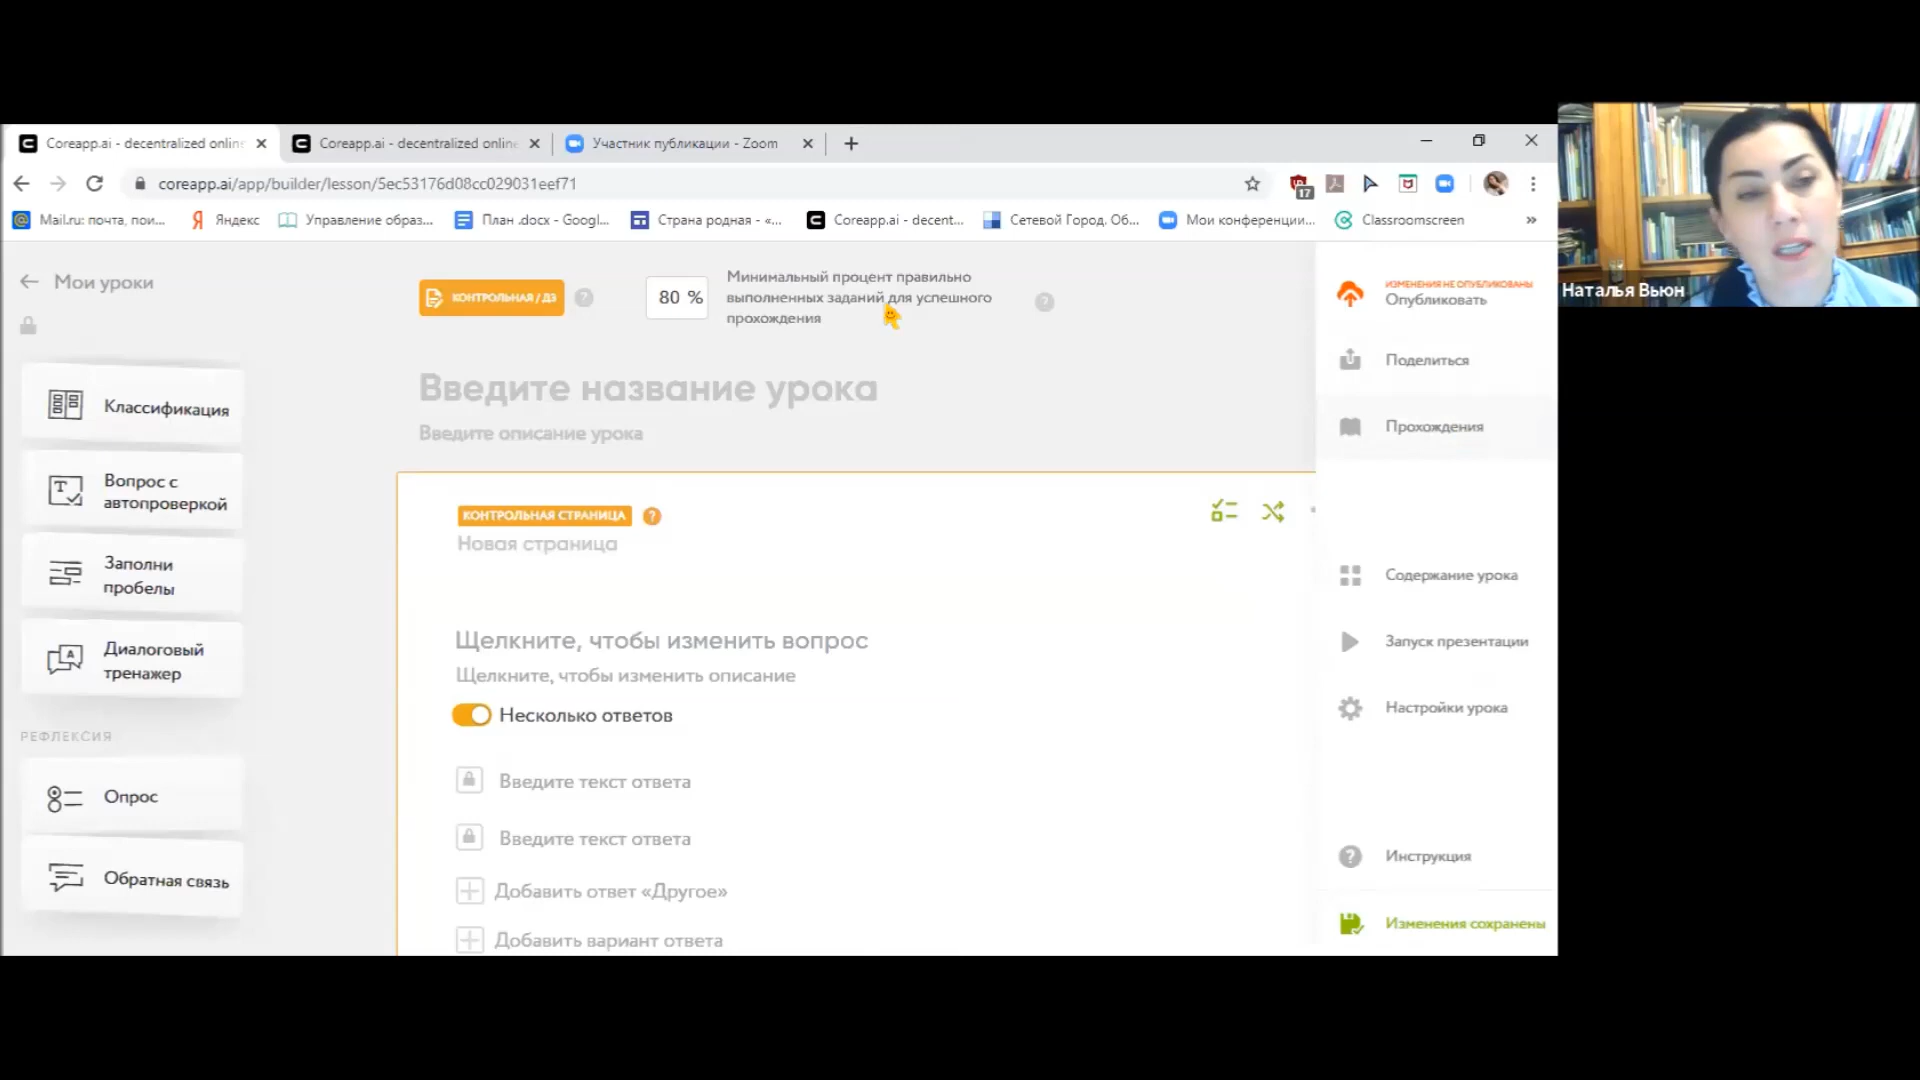 Coreapp.ai - decentralized onlin
Coreapp.ai - decentralized online
Участник публикации - Zoom
coreapp.ai/app/builder/lesson/5ec53176d08cc029031eef71
17
Mail.ru: почта, пои...
Яндекс
Управление образ...
План .docx - Googl...
Страна родная - «...
Coreapp.ai - decent...
Сетевой Город. Об...
Мои конференции...
Classroomscreen
»
Мои уроки
КОНТРОЛЬНАЯ / ДЗ
?
80 %
Минимальный процент правильно
выполненных заданий для успешного
прохождения
?
ИЗМЕНЕНИЯ НЕ ОПУБЛИКОВАНЫ
Опубликовать
Наталья Вьюн
Поделиться
Прохождения
Классификация
Вопрос с
автопроверкой
Заполни
пробелы
Диалоговый
тренажер
РЕФЛЕКСИЯ
Опрос
Обратная связь
Введите название урока
Введите описание урока
КОНТРОЛЬНАЯ СТРАНИЦА
?
Новая страница
Щелкните, чтобы изменить вопрос
Щелкните, чтобы изменить описание
Несколько ответов
Введите текст ответа
Введите текст ответа
Добавить ответ «Другое»
Добавить вариант ответа
Содержание урока
Запуск презентации
Настройки урока
Инструкция
Изменения сохранены